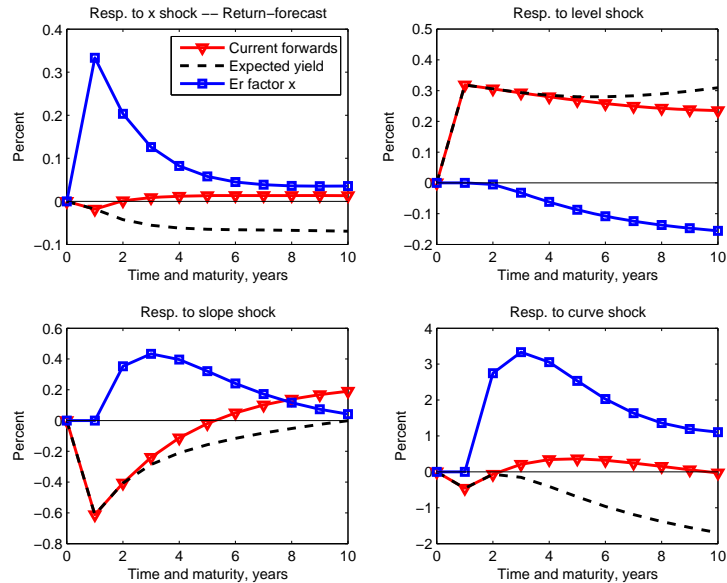 Resp. to x shock −− Return−forecast
0.4
0.3
0.2
0.1
0
−0.1
Percent
0 2 4 6 8 10
Time and maturity, years
Current forwards
Expected yield
Er factor x
Resp. to level shock
0.5
0.4
0.3
0.2
0.1
0
−0.1
−0.2
Percent
0 2 4 6 8 10
Time and maturity, years
Resp. to slope shock
0.6
0.4
0.2
0
−0.2
−0.4
−0.6
−0.8
Percent
0 2 4 6 8 10
Time and maturity, years
Resp. to curve shock
4
3
2
1
0
−1
−2
Percent
0 2 4 6 8 10
Time and maturity, years